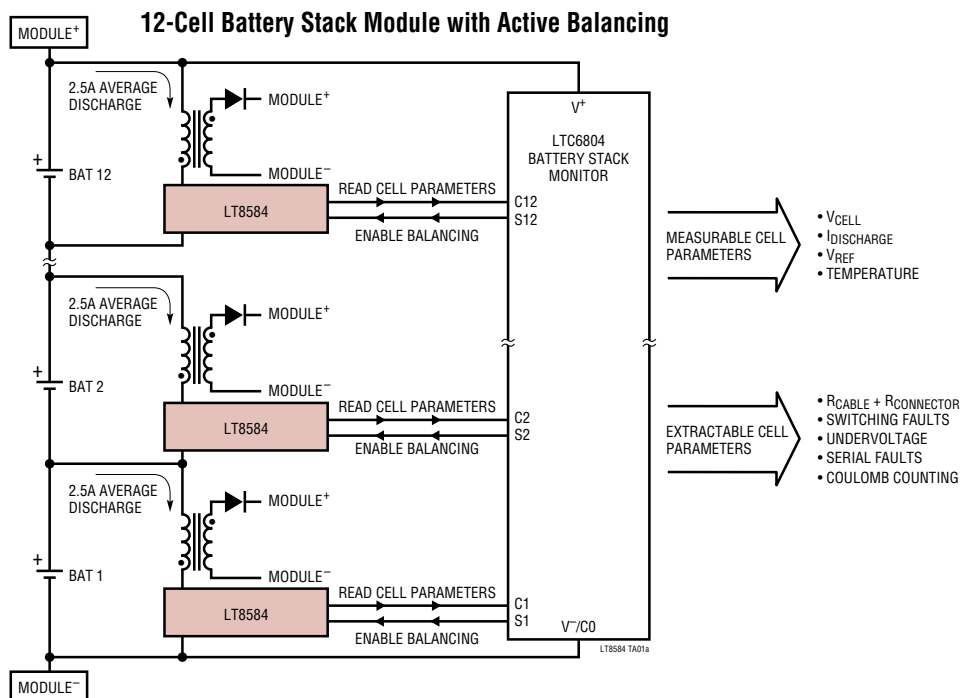 12-Cell Battery Stack Module with Active Balancing
MODULE+
2.5A AVERAGE
DISCHARGE
MODULE+
MODULE−
+
BAT 12
LT8584
READ CELL PARAMETERS
ENABLE BALANCING
V+
LTC6804
BATTERY STACK
MONITOR
C12
S12
MEASURABLE CELL
PARAMETERS
• VCELL
• IDISCHARGE
• VREF
• TEMPERATURE
2.5A AVERAGE
DISCHARGE
MODULE+
MODULE−
+
BAT 2
LT8584
READ CELL PARAMETERS
ENABLE BALANCING
C2
S2
EXTRACTABLE CELL
PARAMETERS
• RCABLE + RCONNECTOR
• SWITCHING FAULTS
• UNDERVOLTAGE
• SERIAL FAULTS
• COULOMB COUNTING
2.5A AVERAGE
DISCHARGE
MODULE+
MODULE−
+
BAT 1
LT8584
READ CELL PARAMETERS
ENABLE BALANCING
C1
S1
V−/C0
LT8584 TA01a
MODULE−